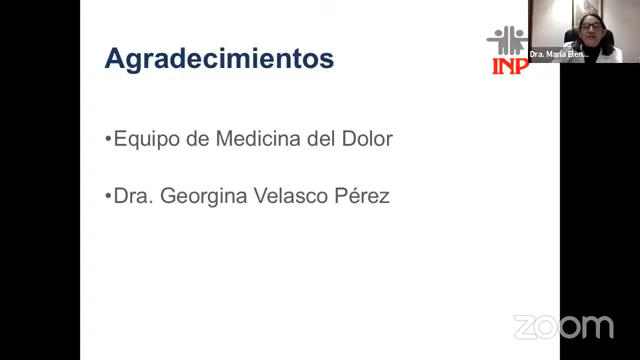 Agradecimientos
INP
Dra. María Elen...
•Equipo de Medicina del Dolor
•Dra. Georgina Velasco Pérez
zoom